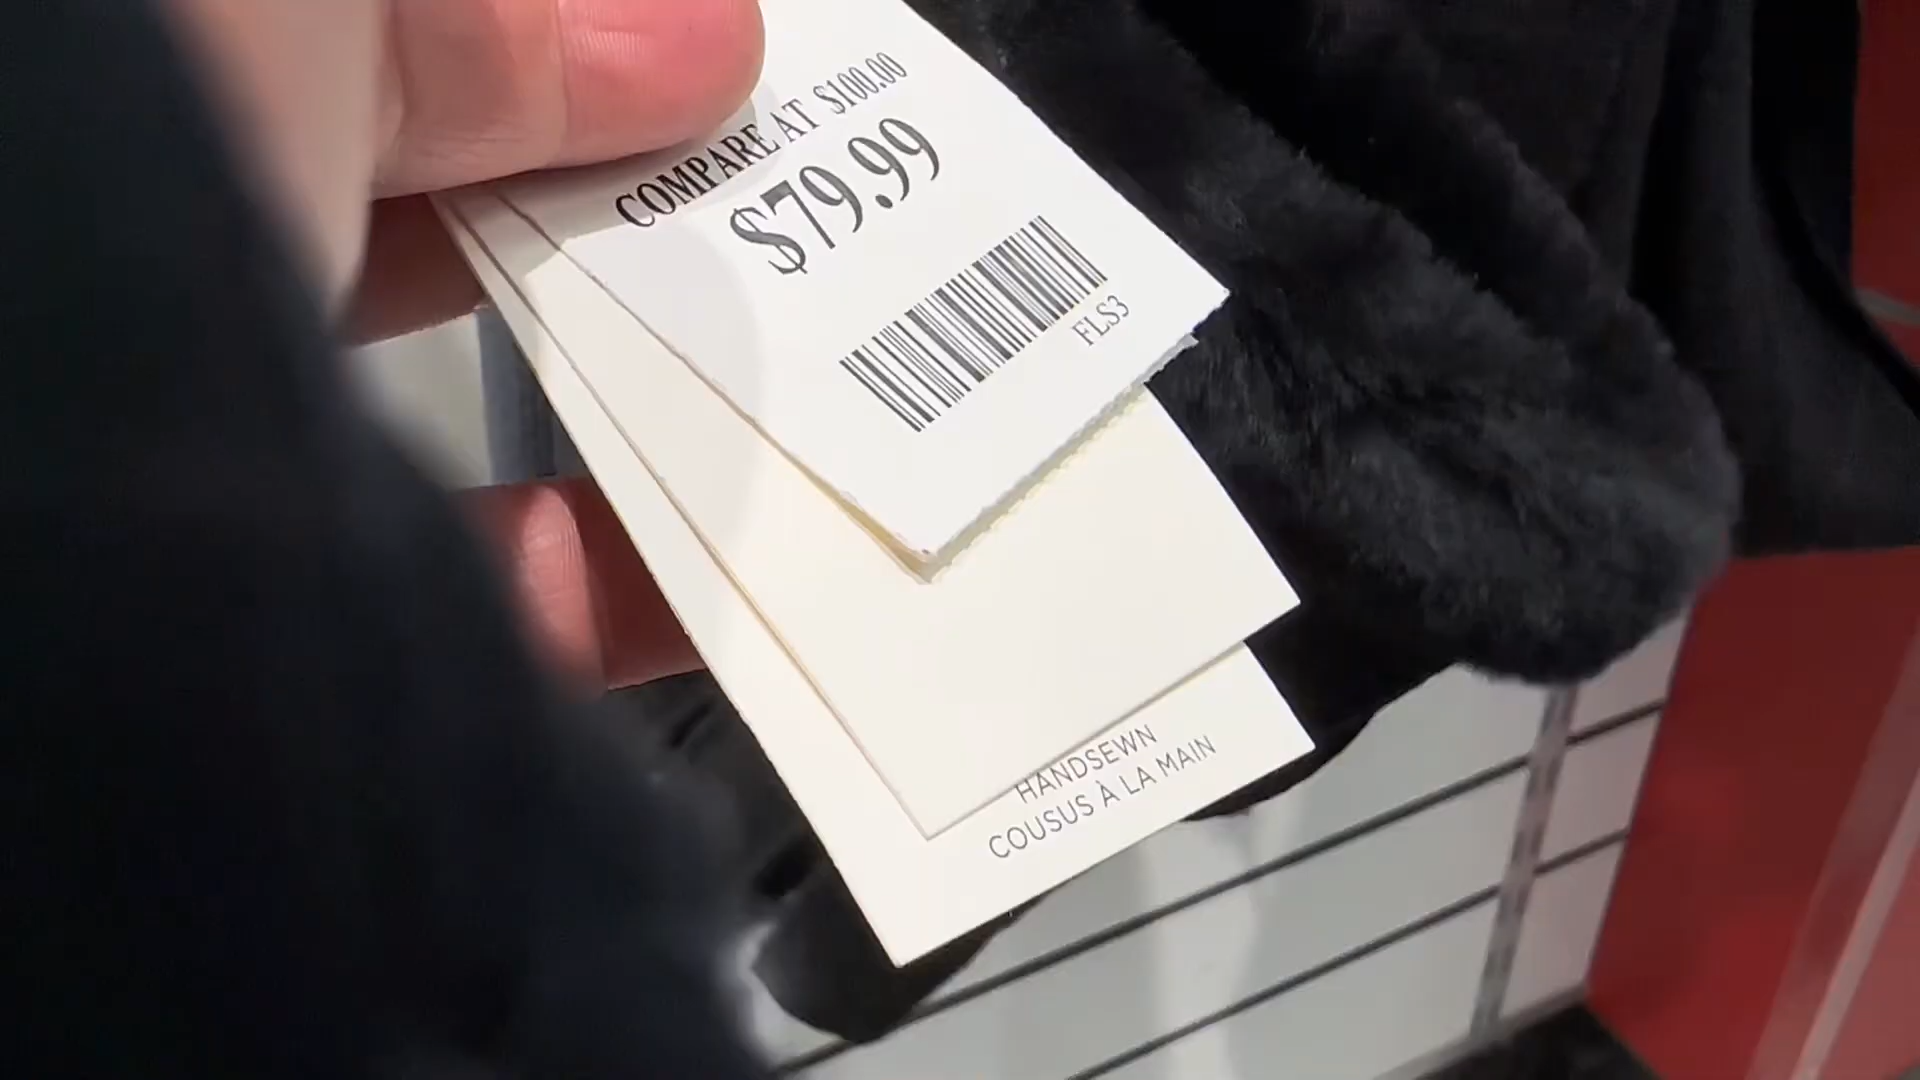 COMPARE AT $100.00
$79.99
FLS3
HANDSEWN
COUSUS À LA MAIN